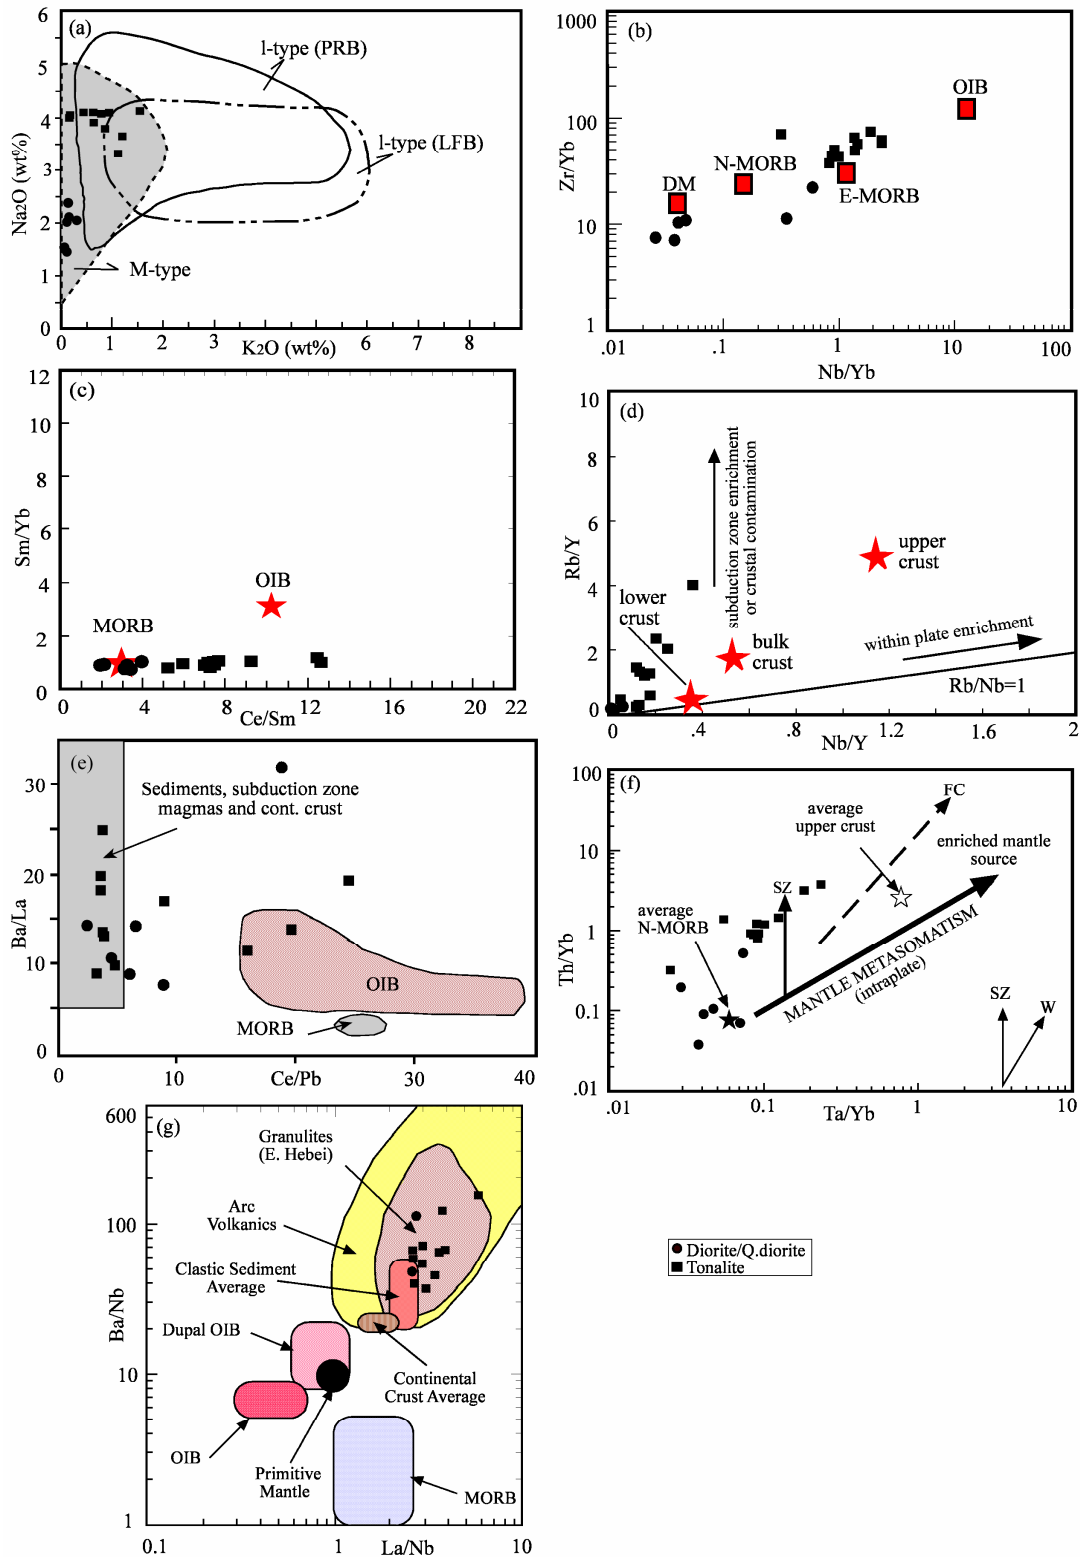 (a)
6
5
4
3
2
1
0
Na2O (wt%)
l-type (PRB)
l-type (LFB)
M-type
0
1
2
3
5
6
8
K2O (wt%)
(b)
1000
100
10
1
Zr/Yb
OIB
N-MORB
DM
E-MORB
.01
.1
1
10
100
Nb/Yb
(c)
12
10
8
6
4
2
0
Sm/Yb
OIB
MORB
0
4
8
12
16
22
Ce/Sm
(d)
10
8
6
4
2
0
Rb/Y
subduction zone enrichment
or crustal contamination
upper
crust
lower
crust
bulk
crust
within plate enrichment
Rb/Nb=1
0
.4
.8
1.2
1.6
2
Nb/Y
(e)
30
20
10
0
Ba/La
Sediments, subduction zone
magmas and cont. crust
OIB
MORB
0
10
30
40
Ce/Pb
(f)
100
10
1
0.1
.01
Th/Yb
FC
average
upper crust
enriched mantle
source
SZ
average
N-MORB
MANTLE METASOMATISM
(intraplate)
SZ
W
.01
0.1
1
10
Ta/Yb
(g)
600
100
10
1
Ba/Nb
Granulites
(E. Hebei)
Arc
Volkanics
Clastic Sediment
Average
Dupal OIB
Continental
Crust Average
OIB
Primitive
Mantle
MORB
0.1
1
10
La/Nb
Diorite/Q.diorite
Tonalite